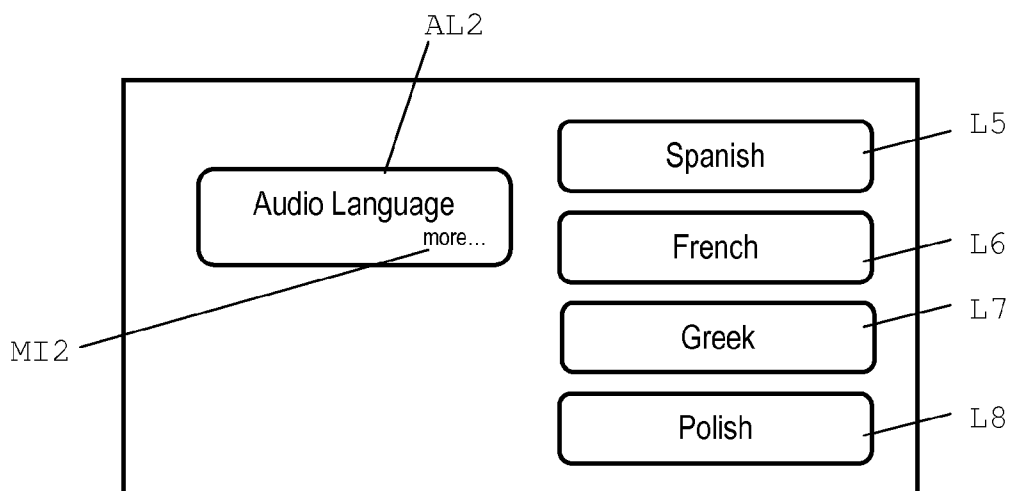 AL2
Spanish
L5
Audio Language
more...
French
L6
Greek
L7
MI2
Polish
L8